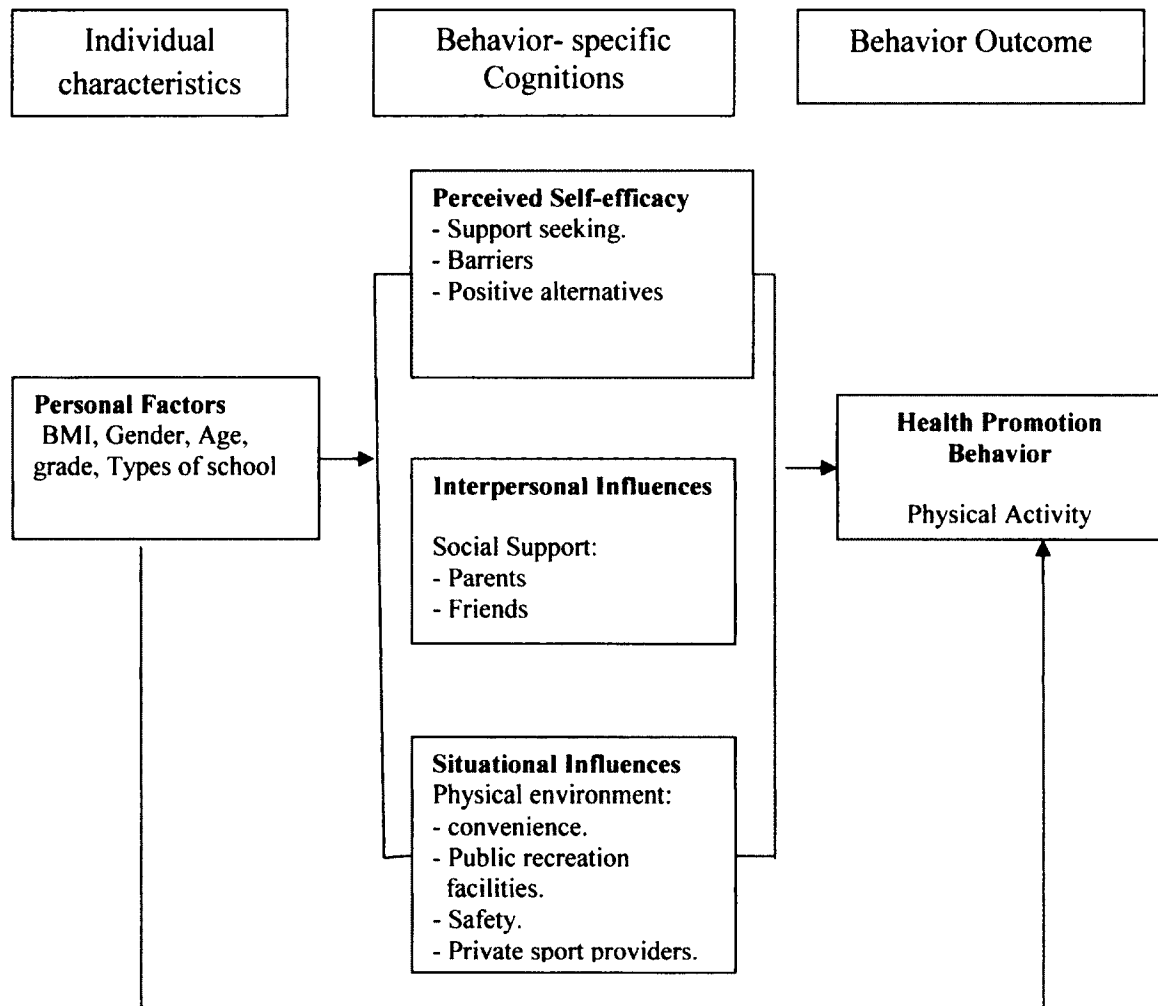 Individual
characteristics
Behavior- specific
Cognitions
Behavior Outcome
Perceived Self-efficacy
- Support seeking.
- Barriers
- Positive alternatives
Personal Factors
BMI, Gender, Age,
grade, Types of school
Interpersonal Influences
Social Support:
- Parents
- Friends
Health Promotion
Behavior
Physical Activity
Situational Influences
Physical environment:
- convenience.
- Public recreation
facilities.
- Safety.
- Private sport providers.